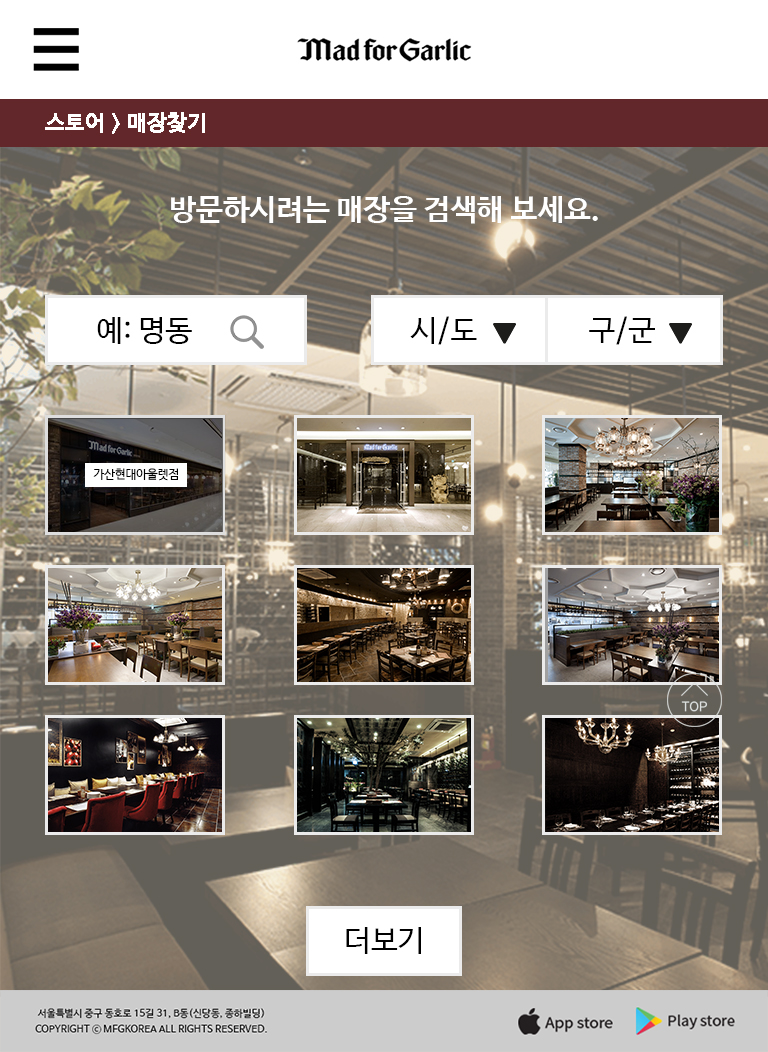 Mad for Garlic
스토어 > 매장찾기
방문하시려는 매장을 검색해 보세요.
예: 명동
시/도 ▼
구/군 ▼
Mad for Garlic
가산현대아울렛점
Mad for Garlic
TOP
더보기
서울특별시 중구 동호로 15길 31, B동(신당동, 종하빌딩)
COPYRIGHT ⓒ MFGKOREA ALL RIGHTS RESERVED.
App store
Play store